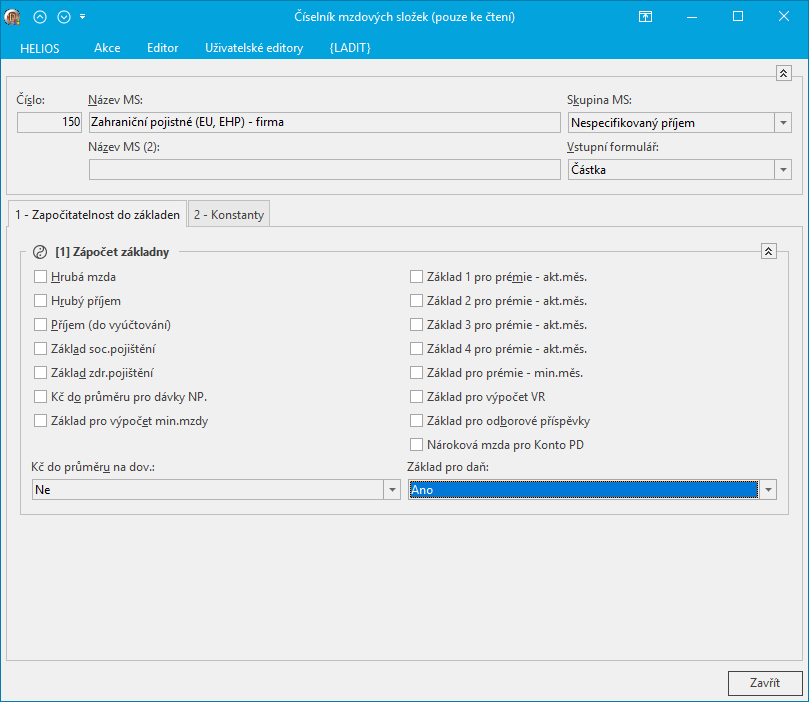 Číselník mzdových složek (pouze ke čtení)
HELIOS Akce Editor Uživatelské editory {LADIT}
Číslo: Název MS: Skupina MS:
150 Zahraniční pojistné (EU, EHP) - firma Nespecifikovaný příjem
Název MS (2): Vstupní formulář:
Částka
1 - Započitatelnost do základen 2 - Konstanty
[1] Zápočet základny
Hrubá mzda Základ 1 pro prémie - akt.měs.
Hrubý příjem Základ 2 pro prémie - akt.měs.
Příjem (do vyúčtování) Základ 3 pro prémie - akt.měs.
Základ soc.pojištění Základ 4 pro prémie - akt.měs.
Základ zdr.pojištění Základ pro prémie - min.měs.
Kč do průměru pro dávky NP. Základ pro výpočet VR
Základ pro výpočet min.mzdy Základ pro odborové příspěvky
Nároková mzda pro Konto PD
Kč do průměru na dov.: Základ pro daň:
Ne Ano
Zavřít